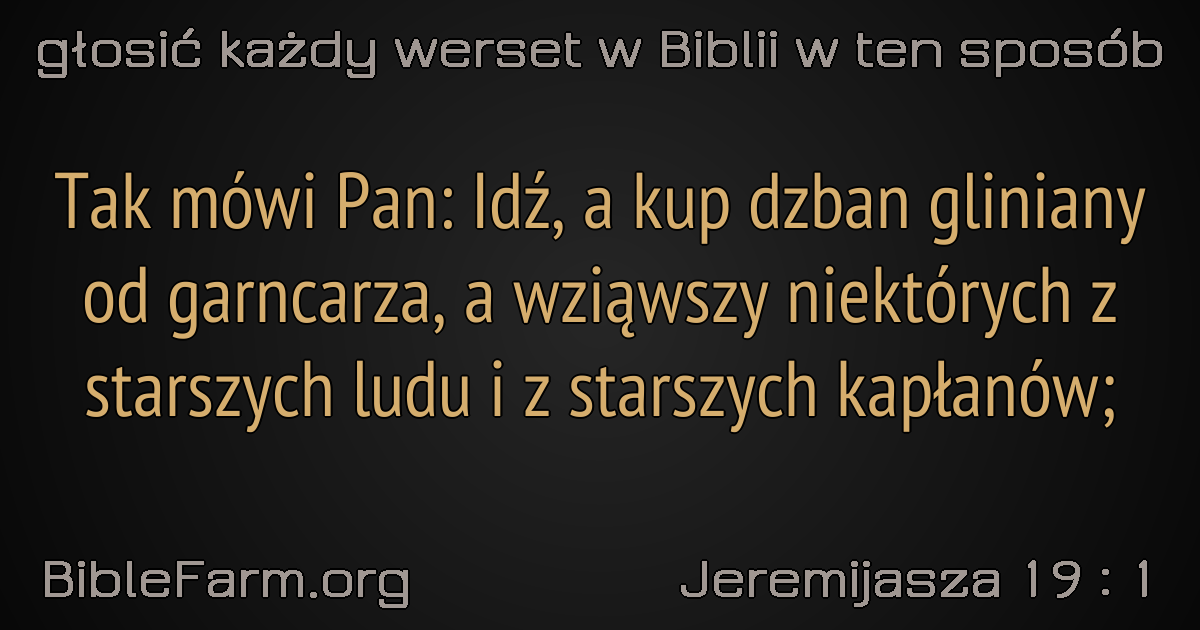 głosić każdy werset w Biblii w ten sposób
Tak mówi Pan: Idź, a kup dzban gliniany
od garncarza, a wziąwszy niektórych z
starszych ludu i z starszych kapłanów;
BibleFarm.org
Jeremijasza 19 : 1